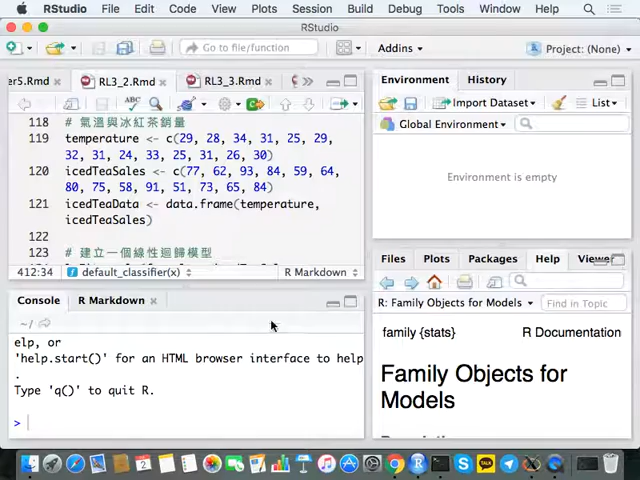 RStudio File Edit Code View Plots Session Build Debug Tools Window Help
RStudio
Go to file/function Addins Project: (None)
er5.Rmd RL3_2.Rmd RL3_3.Rmd
118 # 氣溫與冰紅茶銷量
119 temperature <- c(29, 28, 34, 31, 25, 29,
32, 31, 24, 33, 25, 31, 26, 30)
120 icedTeaSales <- c(77, 62, 93, 84, 59, 64,
80, 75, 58, 91, 51, 73, 65, 84)
121 icedTeaData <- data.frame(temperature,
icedTeaSales)
122
123 # 建立一個線性迴歸模型
412:34 default_classifier(x) R Markdown
Console R Markdown
~/
elp, or
'help.start()' for an HTML browser interface to help
.
Type 'q()' to quit R.
>
Environment History
Import Dataset List
Global Environment
Environment is empty
Files Plots Packages Help Viewer
R: Family Objects for Models Find in Topic
family {stats} R Documentation
Family Objects for
Models